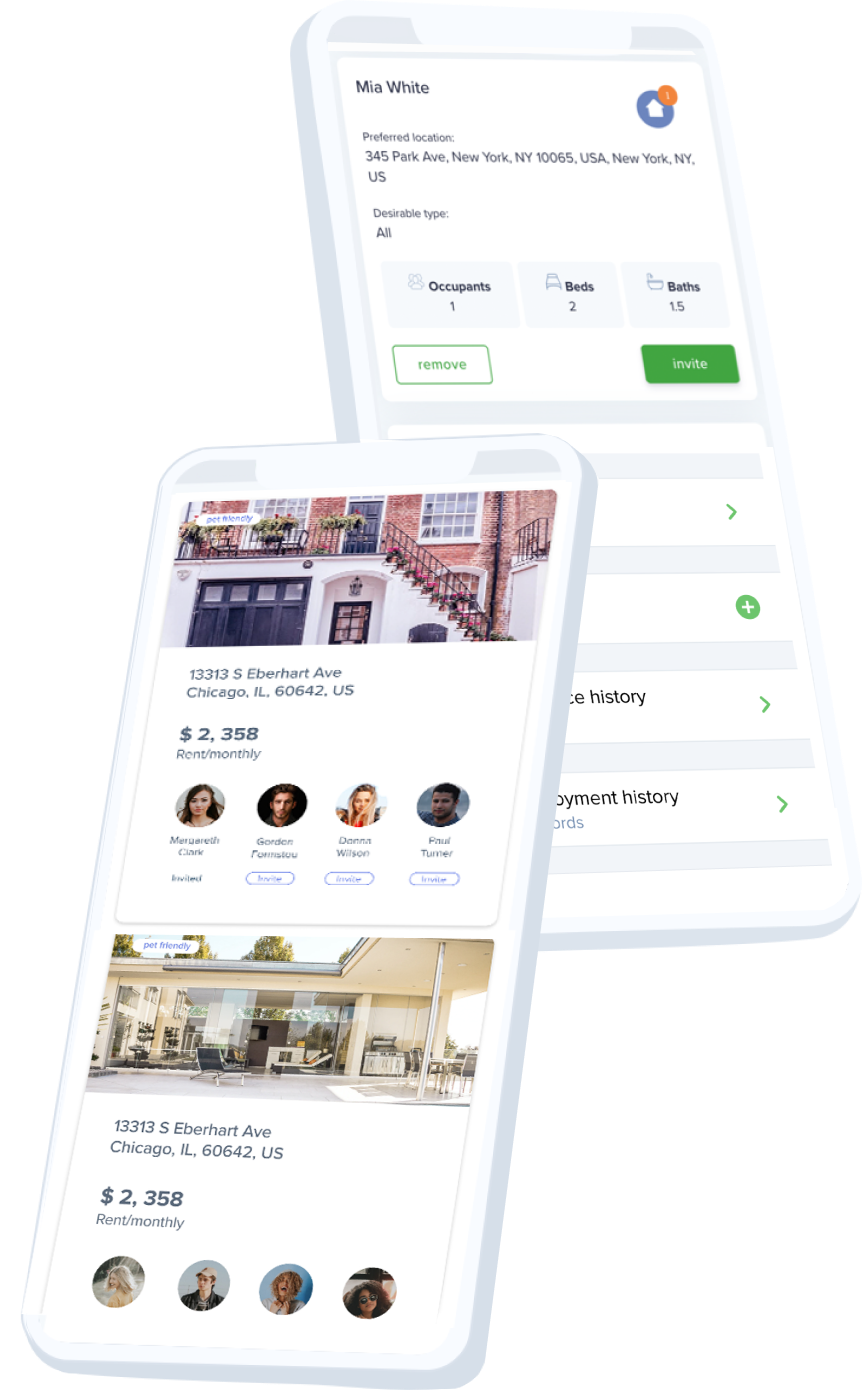 Mia White
1
Preferred location:
345 Park Ave, New York, NY 10065, USA, New York, NY,
US
Desirable type:
All
Occupants
1
Beds
2
Baths
1.5
remove
invite
ce history
oyment history
ords
pet friendly
13313 S Eberhart Ave
Chicago, IL, 60642, US
$ 2, 358
Rent/monthly
Margareth
Clark
Gordon
Donna
Wilson
Paul
Turner
Invited
Invite
Invite
Invite
pet friendly
13313 S Eberhart Ave
Chicago, IL, 60642, US
$ 2, 358
Rent/monthly